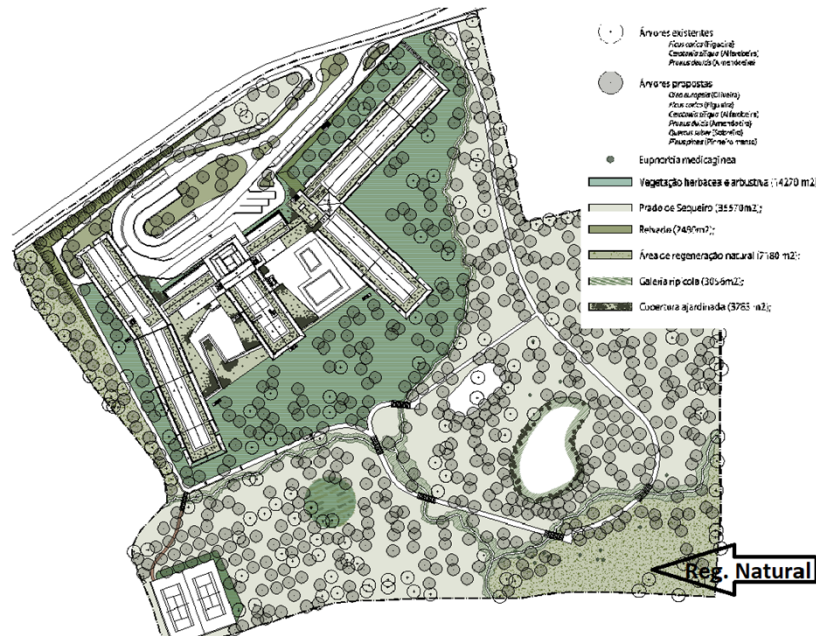 Árvores existentes
Ficus carica (Figueira)
Ceratonia siliqua (Alfarrobeira)
Prunus dulcis (Amendoeira)
Árvores propostas
Olea europaea (Oliveira)
Ficus carica (Figueira)
Ceratonia siliqua (Alfarrobeira)
Prunus dulcis (Amendoeira)
Quercus suber (Sobreiro)
Pinus pinea (Pinheiro manso)
Euphorbia medicaginea
Vegetação herbácea e arbustiva (14270 m2)
Prado de Sequeiro (35570m2);
Relvado (2490m2);
Área de regeneração natural (7180 m2);
Galeria ripícola (3056m2);
Cobertura ajardinada (3783 m2);
Reg. Natural